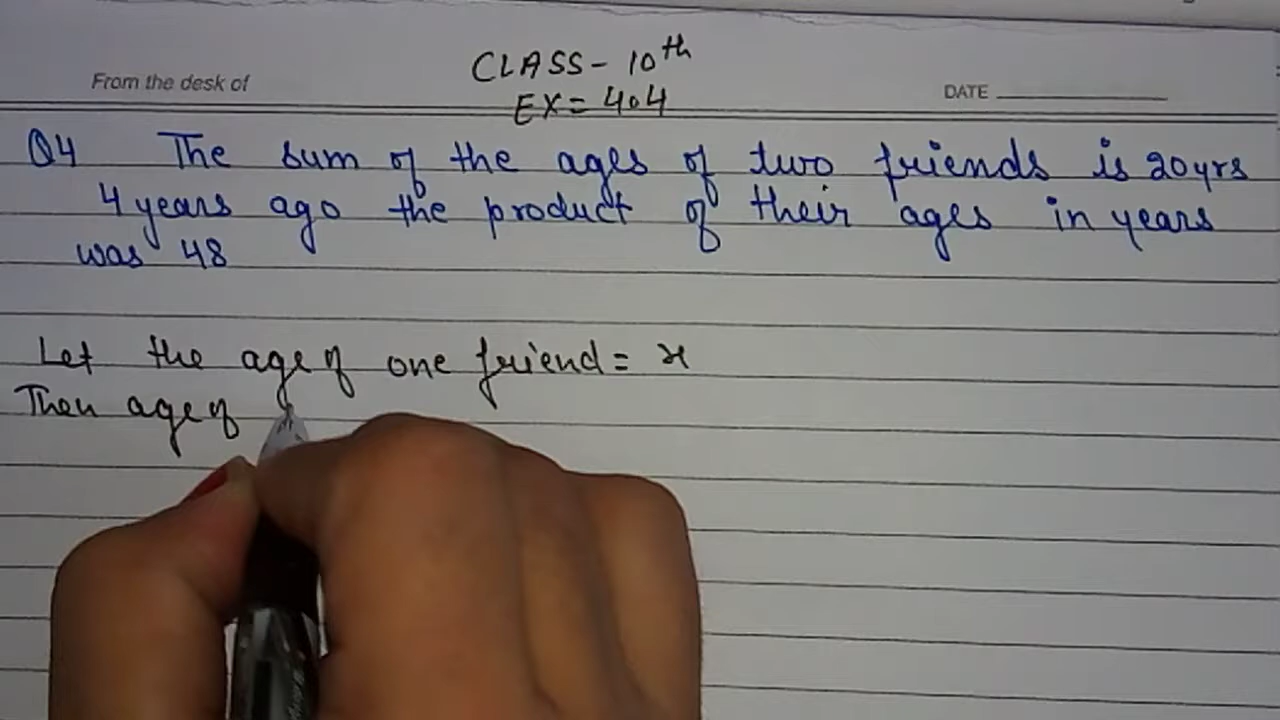 CLASS - 10th
From the desk of
DATE
EX = 4.4
Q4 The sum of the ages of two friends is 20yrs
4 years ago the product of their ages in years
was 48
Let the age of one friend = x
Then age of